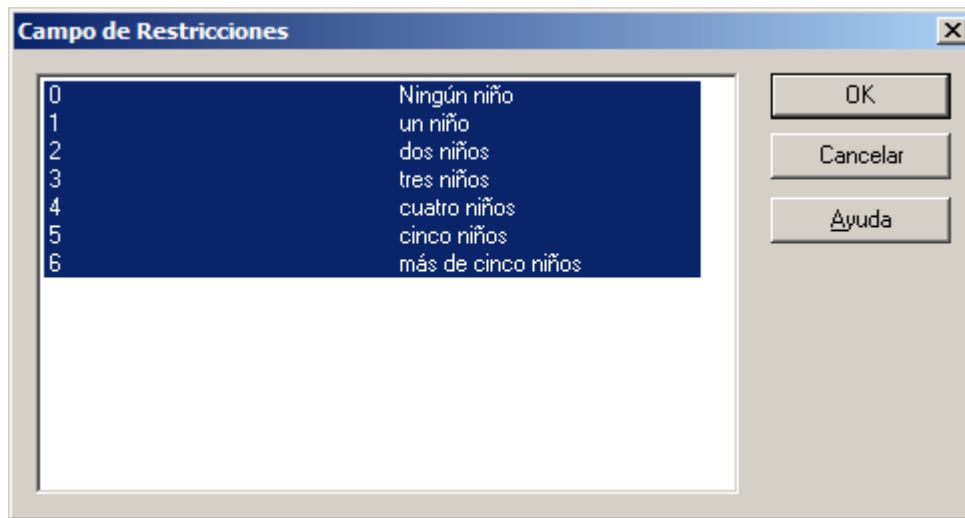 Campo de Restricciones
0 Ningún niño
1 un niño
2 dos niños
3 tres niños
4 cuatro niños
5 cinco niños
6 más de cinco niños
OK
Cancelar
Ayuda